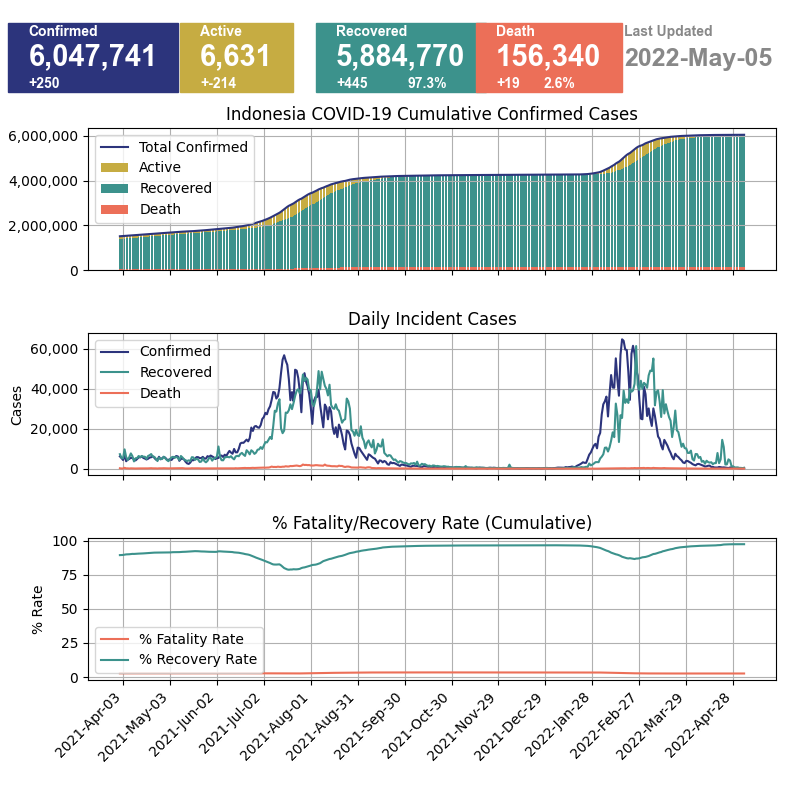 Confirmed
6,047,741
+250
Active
6,631
+-214
Recovered
5,884,770
+445 97.3%
Death
156,340
+19 2.6%
Last Updated
2022-May-05
Indonesia COVID-19 Cumulative Confirmed Cases
6,000,000
4,000,000
2,000,000
0
Total Confirmed
Active
Recovered
Death
Daily Incident Cases
Cases
60,000
40,000
20,000
0
Confirmed
Recovered
Death
% Fatality/Recovery Rate (Cumulative)
% Rate
100
75
50
25
0
% Fatality Rate
% Recovery Rate
2021-Apr-03
2021-May-03
2021-Jun-02
2021-Jul-02
2021-Aug-01
2021-Aug-31
2021-Sep-30
2021-Oct-30
2021-Nov-29
2021-Dec-29
2022-Jan-28
2022-Feb-27
2022-Mar-29
2022-Apr-28